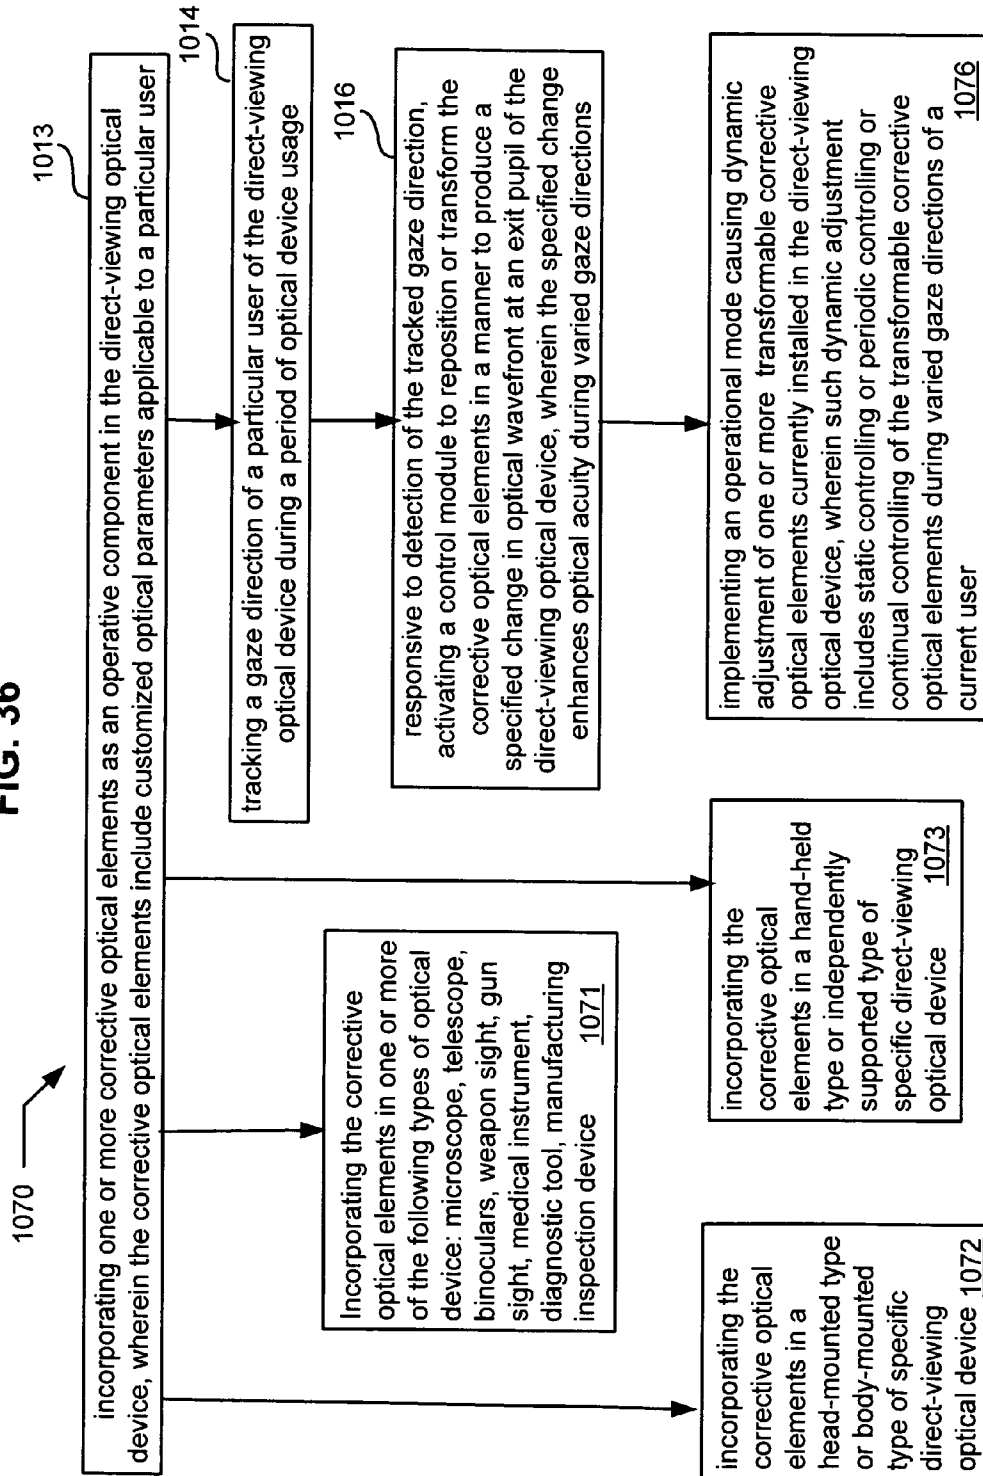 FIG. 36
1070
1013
incorporating one or more corrective optical elements as an operative component in the direct-viewing optical
device, wherein the corrective optical elements include customized optical parameters applicable to a particular user
1014
tracking a gaze direction of a particular user of the direct-viewing
optical device during a period of optical device usage
1016
responsive to detection of the tracked gaze direction,
activating a control module to reposition or transform the
corrective optical elements in a manner to produce a
specified change in optical wavefront at an exit pupil of the
direct-viewing optical device, wherein the specified change
enhances optical acuity during varied gaze directions
Incorporating the corrective
optical elements in one or more
of the following types of optical
device: microscope, telescope,
binoculars, weapon sight, gun
sight, medical instrument,
diagnostic tool, manufacturing
inspection device 1071
incorporating the
corrective optical
elements in a
head-mounted type
or body-mounted
type of specific
direct-viewing
optical device 1072
incorporating the
corrective optical
elements in a hand-held
type or independently
supported type of
specific direct-viewing
optical device 1073
implementing an operational mode causing dynamic
adjustment of one or more transformable corrective
optical elements currently installed in the direct-viewing
optical device, wherein such dynamic adjustment
includes static controlling or periodic controlling or
continual controlling of the transformable corrective
optical elements during varied gaze directions of a
current user 1076